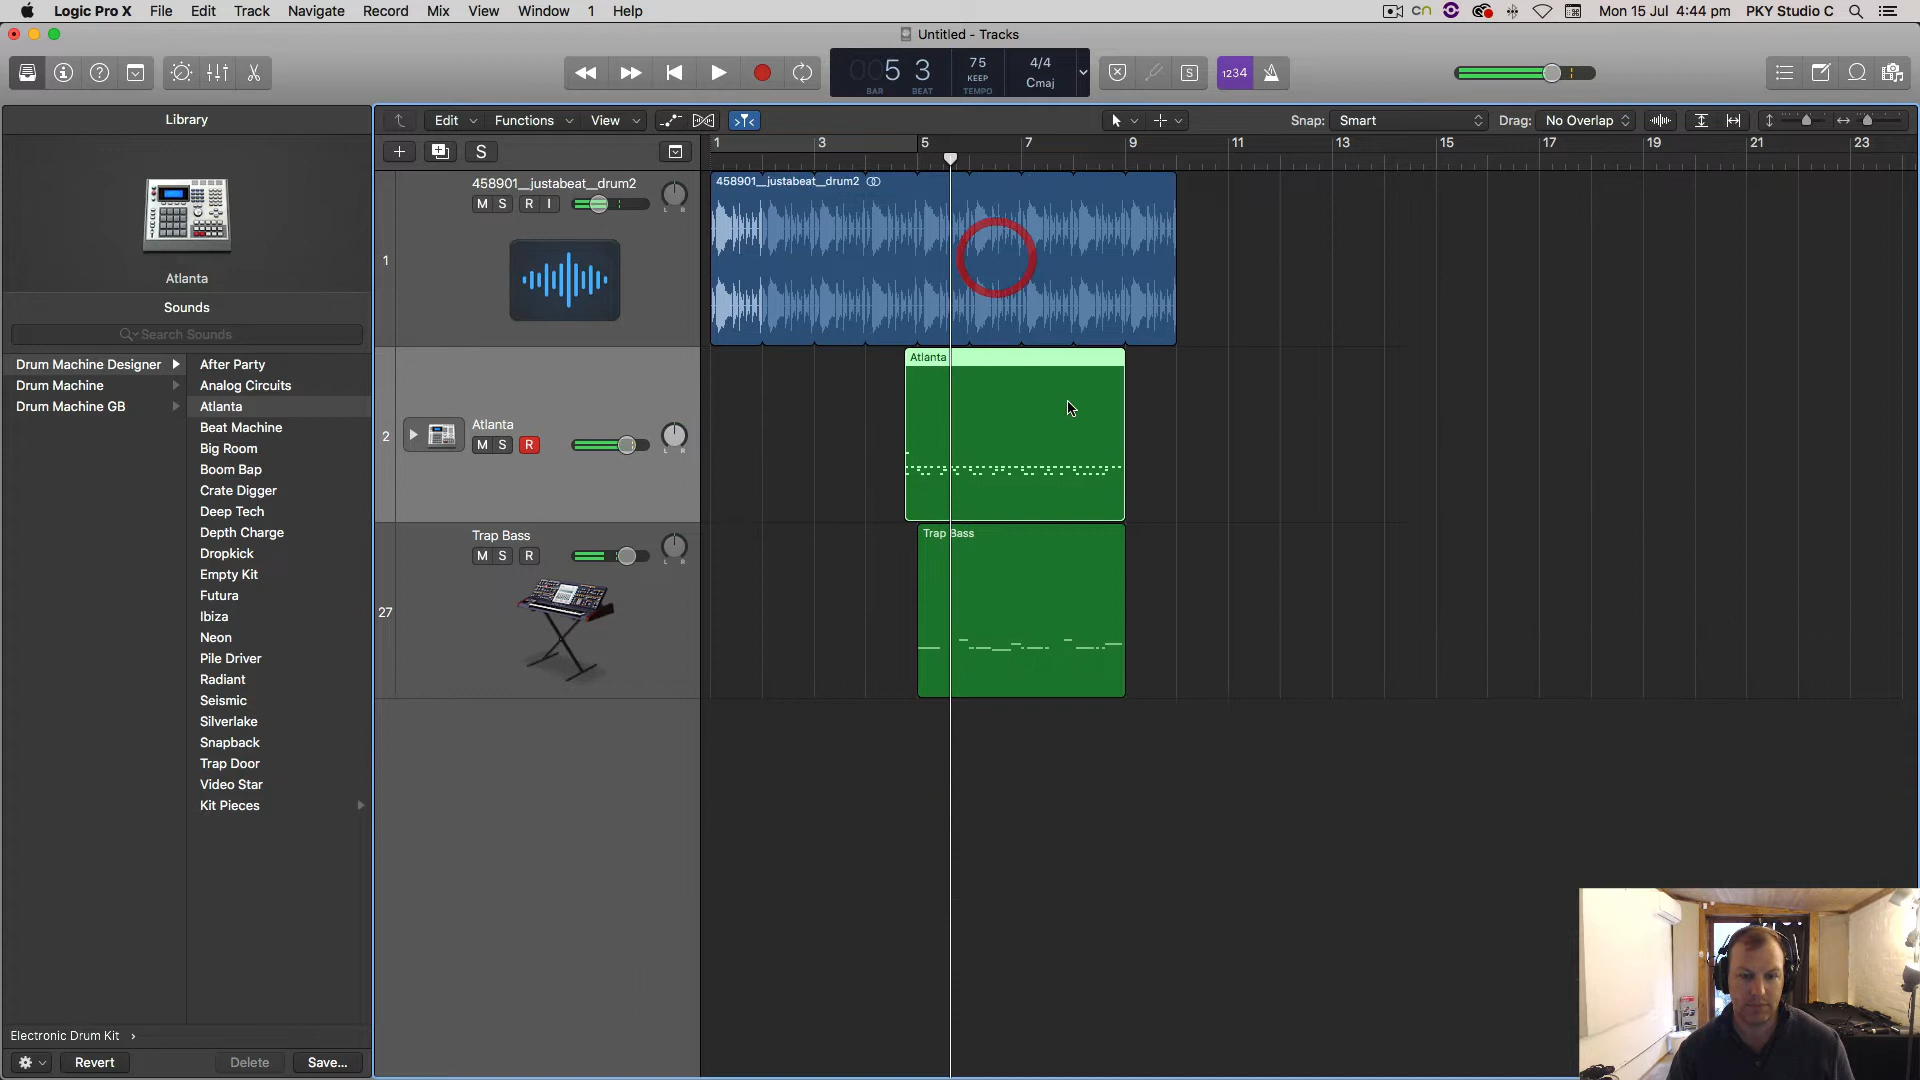 Logic Pro X File Edit Track Navigate Record Mix View Window 1 Help Mon 15 Jul 4:44 pm PKY Studio C
Untitled - Tracks
5 3 75 4/4
KEEP Cmaj 1234
BAR BEAT TEMPO
Library
Edit Functions View Snap: Smart Drag: No Overlap
1 3 5 7 9 11 13 15 17 19 21 23
S
458901__justabeat__drum2
M S R I
L R
458901__justabeat__drum2
1
Atlanta
Sounds
Search Sounds
Drum Machine Designer
Drum Machine
Drum Machine GB
After Party
Analog Circuits
Atlanta
Beat Machine
Big Room
Boom Bap
Crate Digger
Deep Tech
Depth Charge
Dropkick
Empty Kit
Futura
Ibiza
Neon
Pile Driver
Radiant
Seismic
Silverlake
Snapback
Trap Door
Video Star
Kit Pieces
2
Atlanta
M S R
L R
Atlanta
27
Trap Bass
M S R
L R
Trap Bass
Electronic Drum Kit
Revert Delete Save...